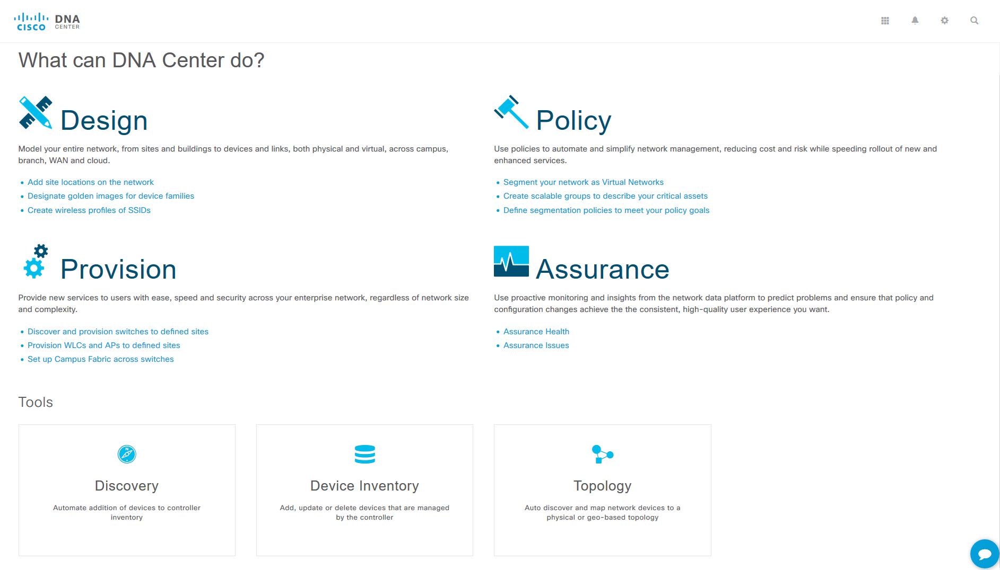 CISCO
DNA
CENTER
What can DNA Center do?
Design
Model your entire network, from sites and buildings to devices and links, both physical and virtual, across campus,
branch, WAN and cloud.
Add site locations on the network
Designate golden images for device families
Create wireless profiles of SSIDs
Policy
Use policies to automate and simplify network management, reducing cost and risk while speeding rollout of new and
enhanced services.
Segment your network as Virtual Networks
Create scalable groups to describe your critical assets
Define segmentation policies to meet your policy goals
Provision
Provide new services to users with ease, speed and security across your enterprise network, regardless of network size
and complexity.
Discover and provision switches to defined sites
Provision WLCs and APs to defined sites
Set up Campus Fabric across switches
Assurance
Use proactive monitoring and insights from the network data platform to predict problems and ensure that policy and
configuration changes achieve the the consistent, high-quality user experience you want.
Assurance Health
Assurance Issues
Tools
N
Discovery
Automate addition of devices to controller
inventory
Device Inventory
Add, update or delete devices that are managed
by the controller
Topology
Auto discover and map network devices to a
physical or geo-based topology